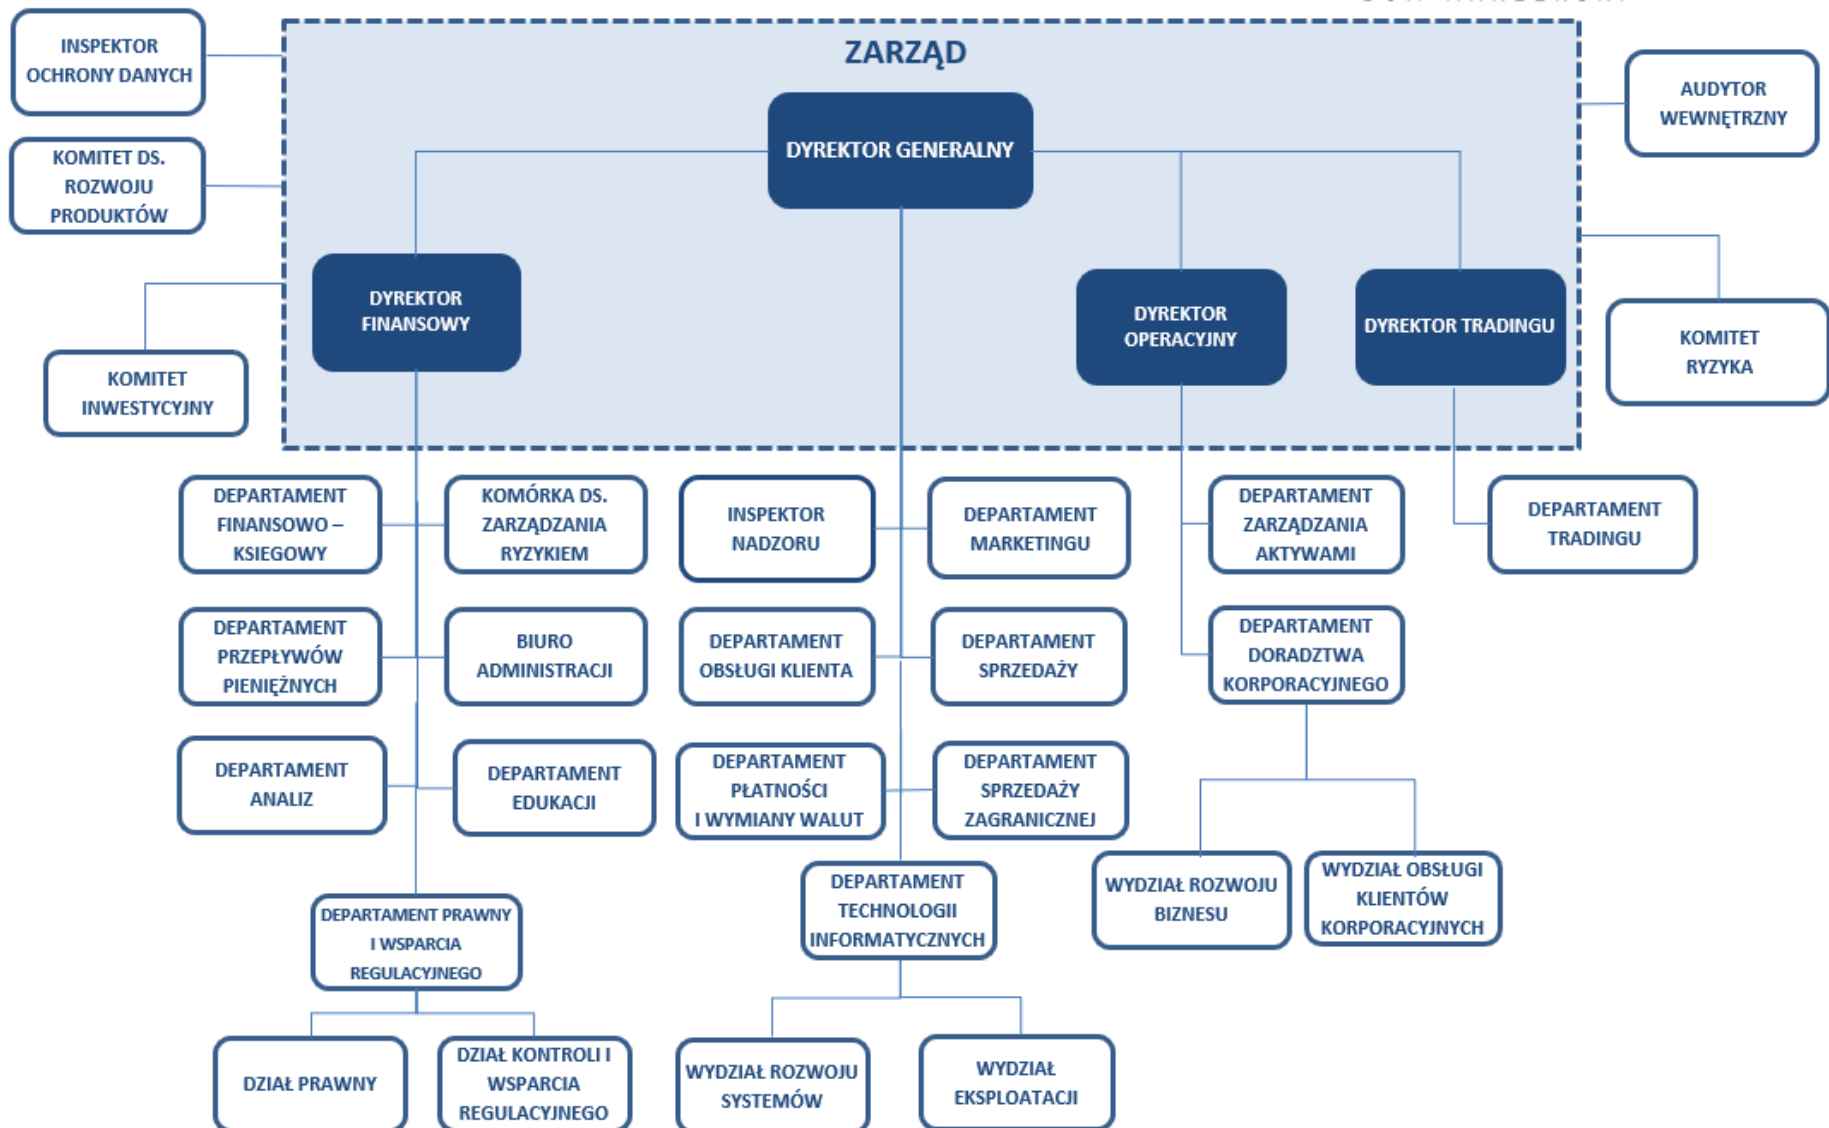 INSPEKTOR
OCHRONY DANYCH
ZARZĄD
AUDYTOR
WEWNĘTRZNY
DYREKTOR GENERALNY
KOMITET DS.
ROZWOJU
PRODUKTÓW
DYREKTOR
FINANSOWY
DYREKTOR
OPERACYJNY
DYREKTOR TRADINGU
KOMITET
RYZYKA
KOMITET
INWESTYCYJNY
DEPARTAMENT
FINANSOWO –
KSIEGOWY
KOMÓRKA DS.
ZARZĄDZANIA
RYZYKIEM
INSPEKTOR
NADZORU
DEPARTAMENT
MARKETINGU
DEPARTAMENT
ZARZĄDZANIA
AKTYWAMI
DEPARTAMENT
TRADINGU
DEPARTAMENT
PRZEPŁYWÓW
PIENIĘŻNYCH
BIURO
ADMINISTRACJI
DEPARTAMENT
OBSŁUGI KLIENTA
DEPARTAMENT
SPRZEDAŻY
DEPARTAMENT
DORADZTWA
KORPORACYJNEGO
DEPARTAMENT
ANALIZ
DEPARTAMENT
EDUKACJI
DEPARTAMENT
PŁATNOŚCI
I WYMIANY WALUT
DEPARTAMENT
SPRZEDAŻY
ZAGRANICZNEJ
DEPARTAMENT PRAWNY
I WSPARCIA
REGULACYJNEGO
DEPARTAMENT
TECHNOLOGII
INFORMATYCZNYCH
WYDZIAŁ ROZWOJU
BIZNESU
WYDZIAŁ OBSŁUGI
KLIENTÓW
KORPORACYJNYCH
DZIAŁ PRAWNY
DZIAŁ KONTROLI I
WSPARCIA
REGULACYJNEGO
WYDZIAŁ ROZWOJU
SYSTEMÓW
WYDZIAŁ
EKSPLOATACJI